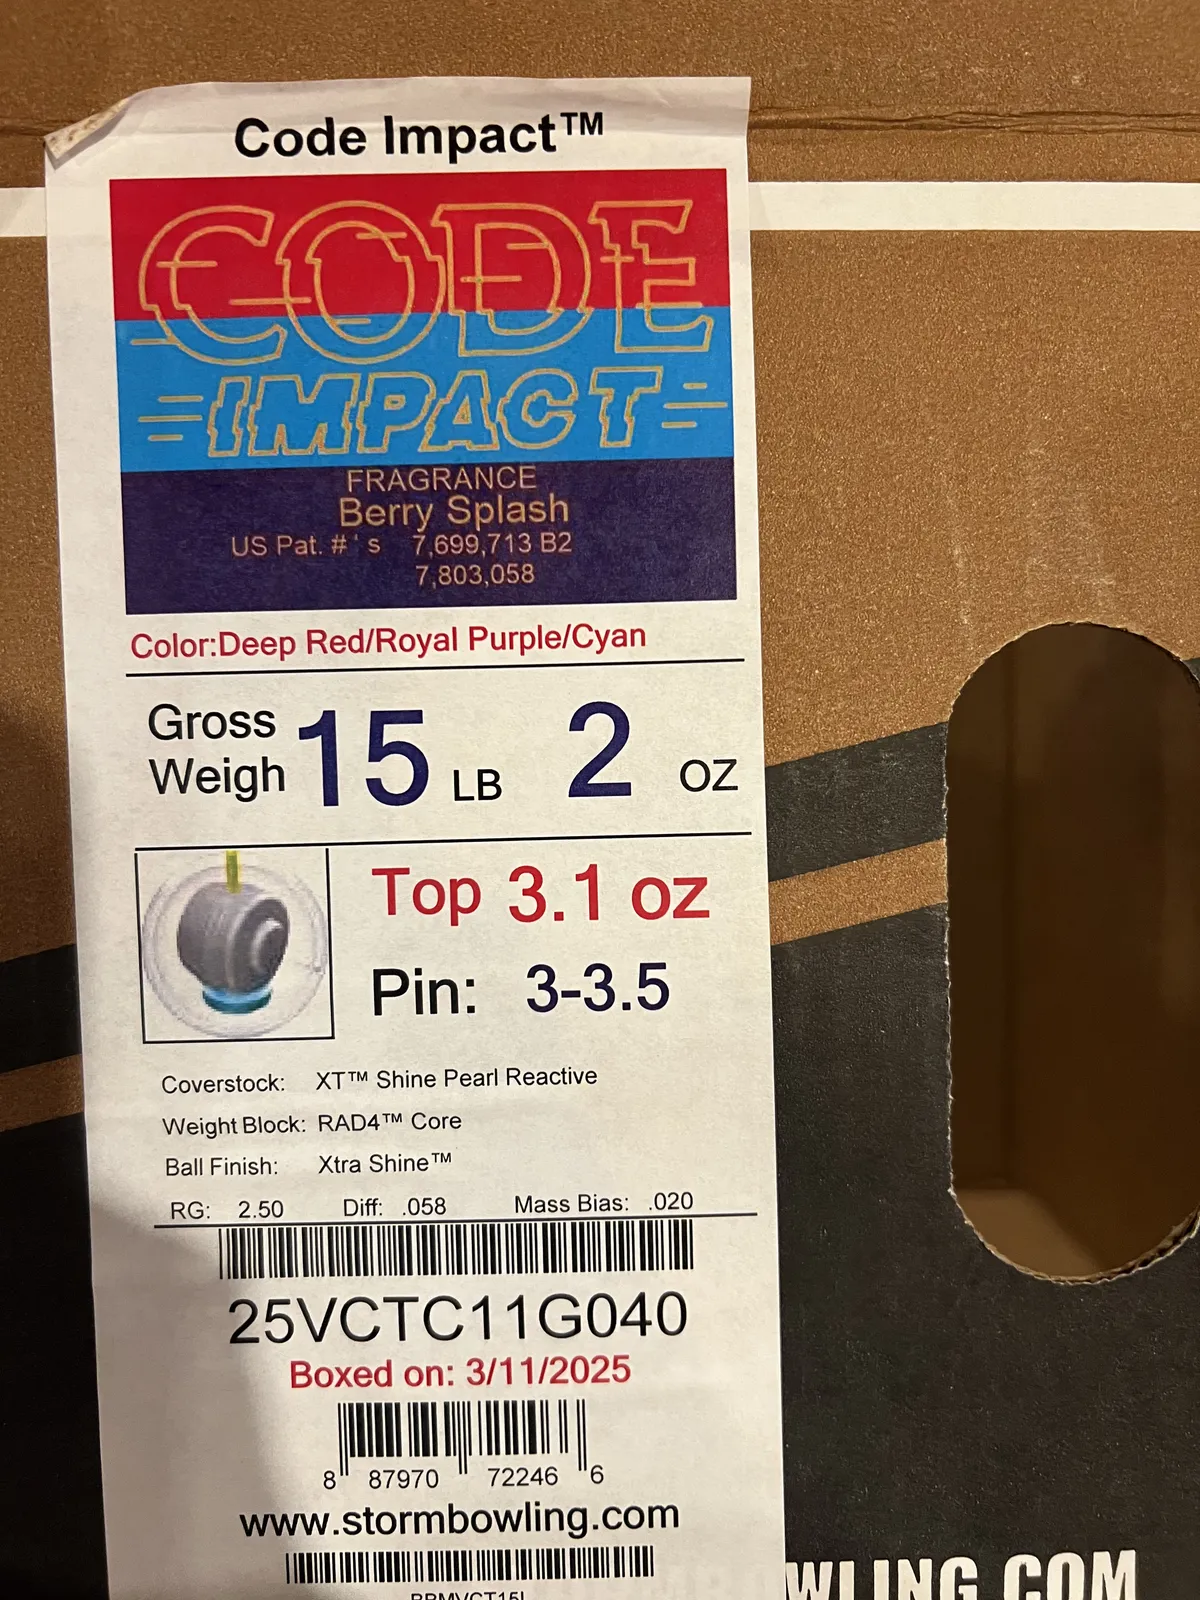 Code Impact™
CODE
IMPACT
FRAGRANCE
Berry Splash
US Pat. #'s 7,699,713 B2
7,803,058
Color:Deep Red/Royal Purple/Cyan
Gross
Weigh 15 LB 2 OZ
Top 3.1 oz
Pin: 3-3.5
Coverstock: XT™ Shine Pearl Reactive
Weight Block: RAD4™ Core
Ball Finish: Xtra Shine™
RG: 2.50 Diff: .058 Mass Bias: .020
25VCTC11G040
Boxed on: 3/11/2025
8 87970 72246 6
www.stormbowling.com
WLING.COM